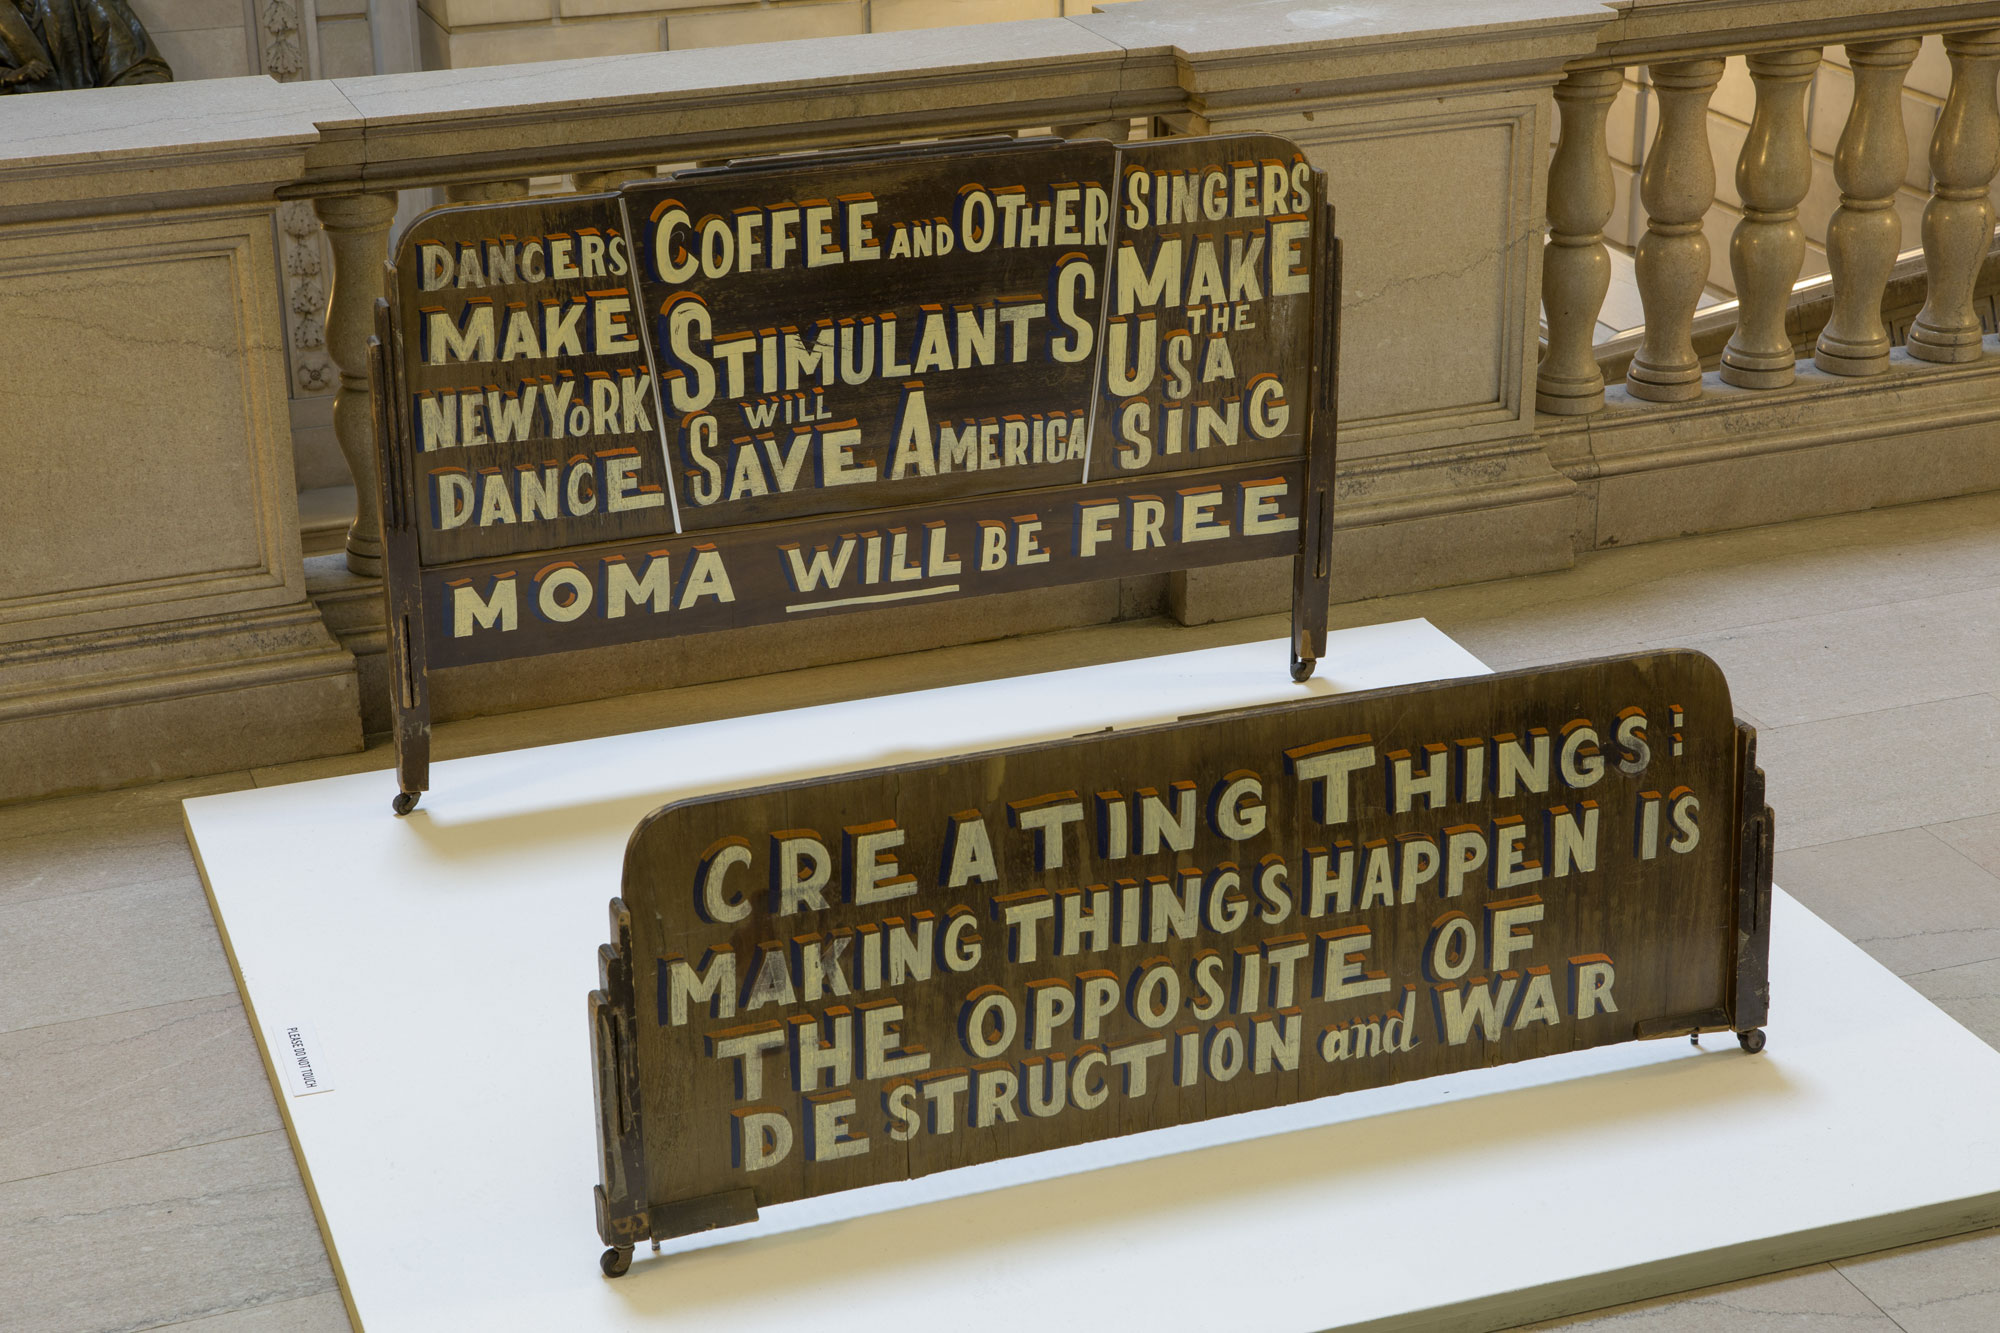 DANCERS
MAKE
NEW YORK
DANCE
COFFEE AND OTHER
STIMULANTS
WILL
SAVE AMERICA
SINGERS
MAKE
THE
USA
SING
MOMA WILL BE FREE
CREATING THINGS:
MAKING THINGS HAPPEN IS
THE OPPOSITE OF
DESTRUCTION and WAR
PLEASE DO NOT TOUCH